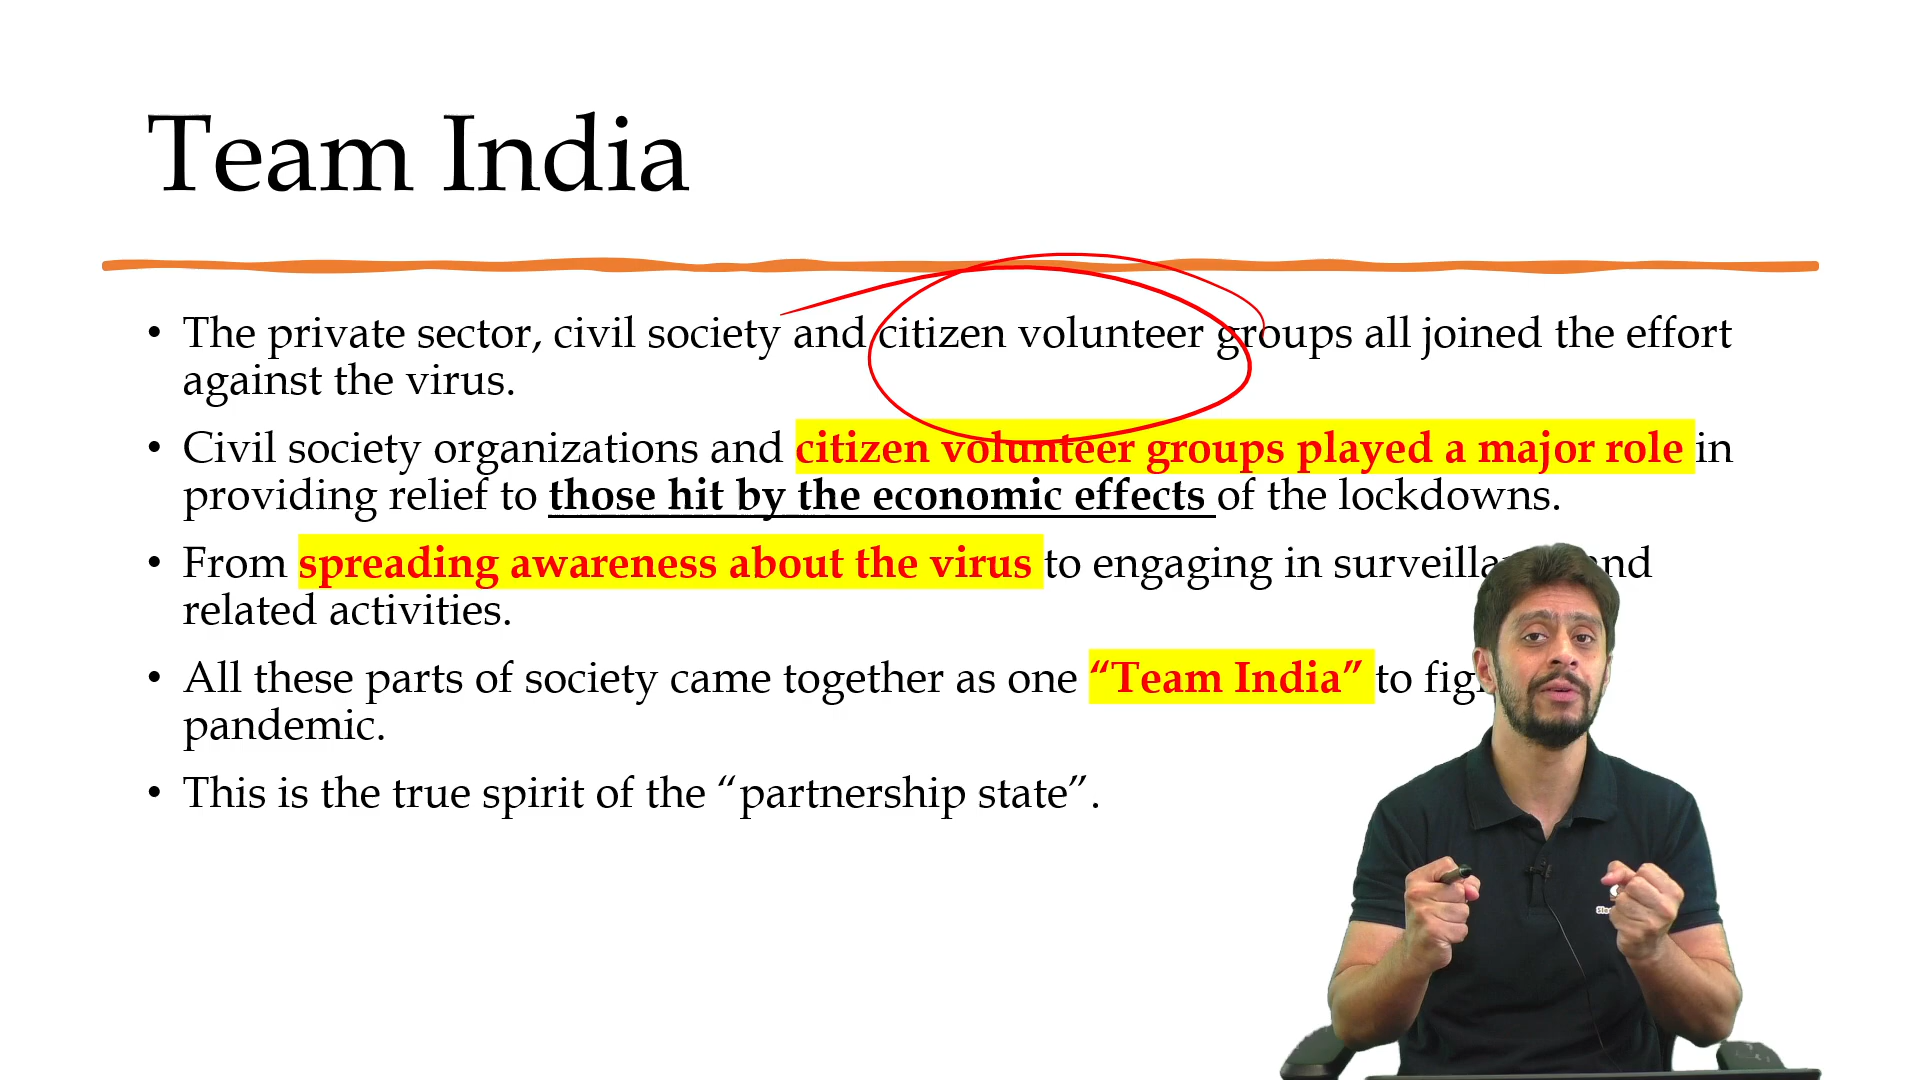 Team India
• The private sector, civil society and citizen volunteer groups all joined the effort
against the virus.
• Civil society organizations and citizen volunteer groups played a major role in
providing relief to those hit by the economic effects of the lockdowns.
• From spreading awareness about the virus to engaging in and
related activities.
• All these parts of society came together as one “Team India” to
pandemic.
• This is the true spirit of the “partnership state”.